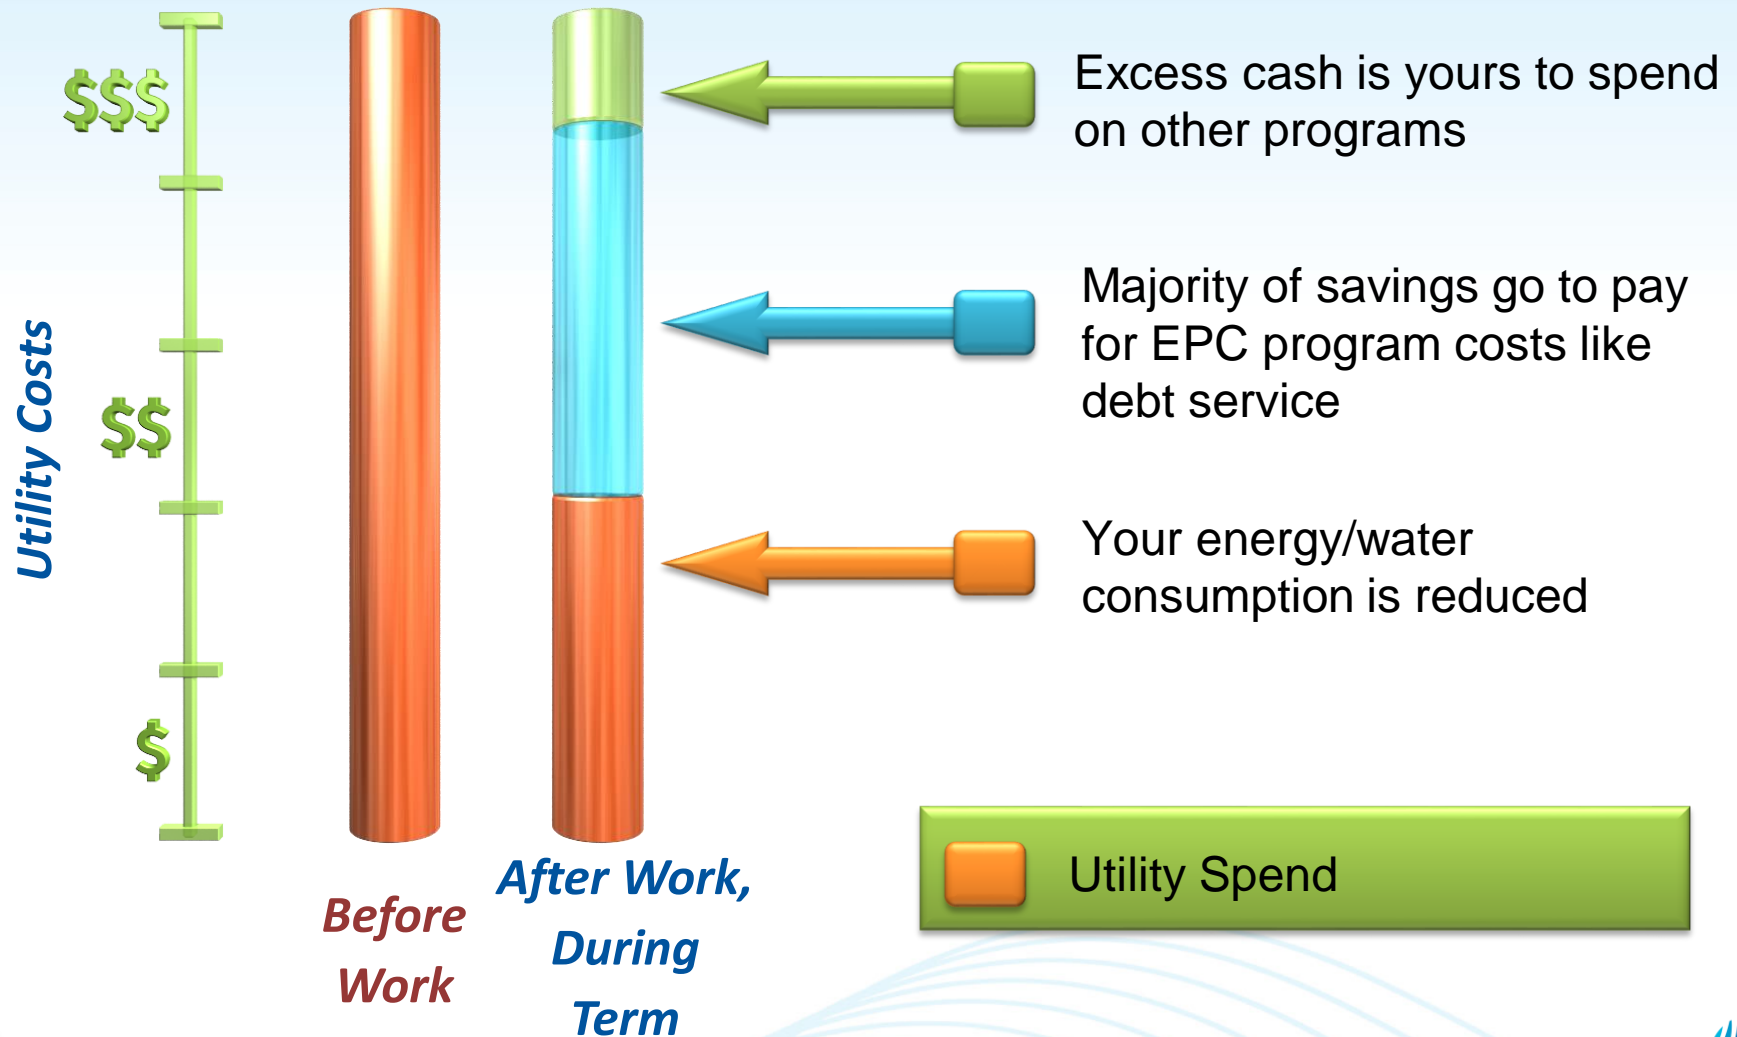 Utility Costs
$$$
$$
$
Before
Work
After Work,
During
Term
Excess cash is yours to spend
on other programs
Majority of savings go to pay
for EPC program costs like
debt service
Your energy/water
consumption is reduced
Utility Spend